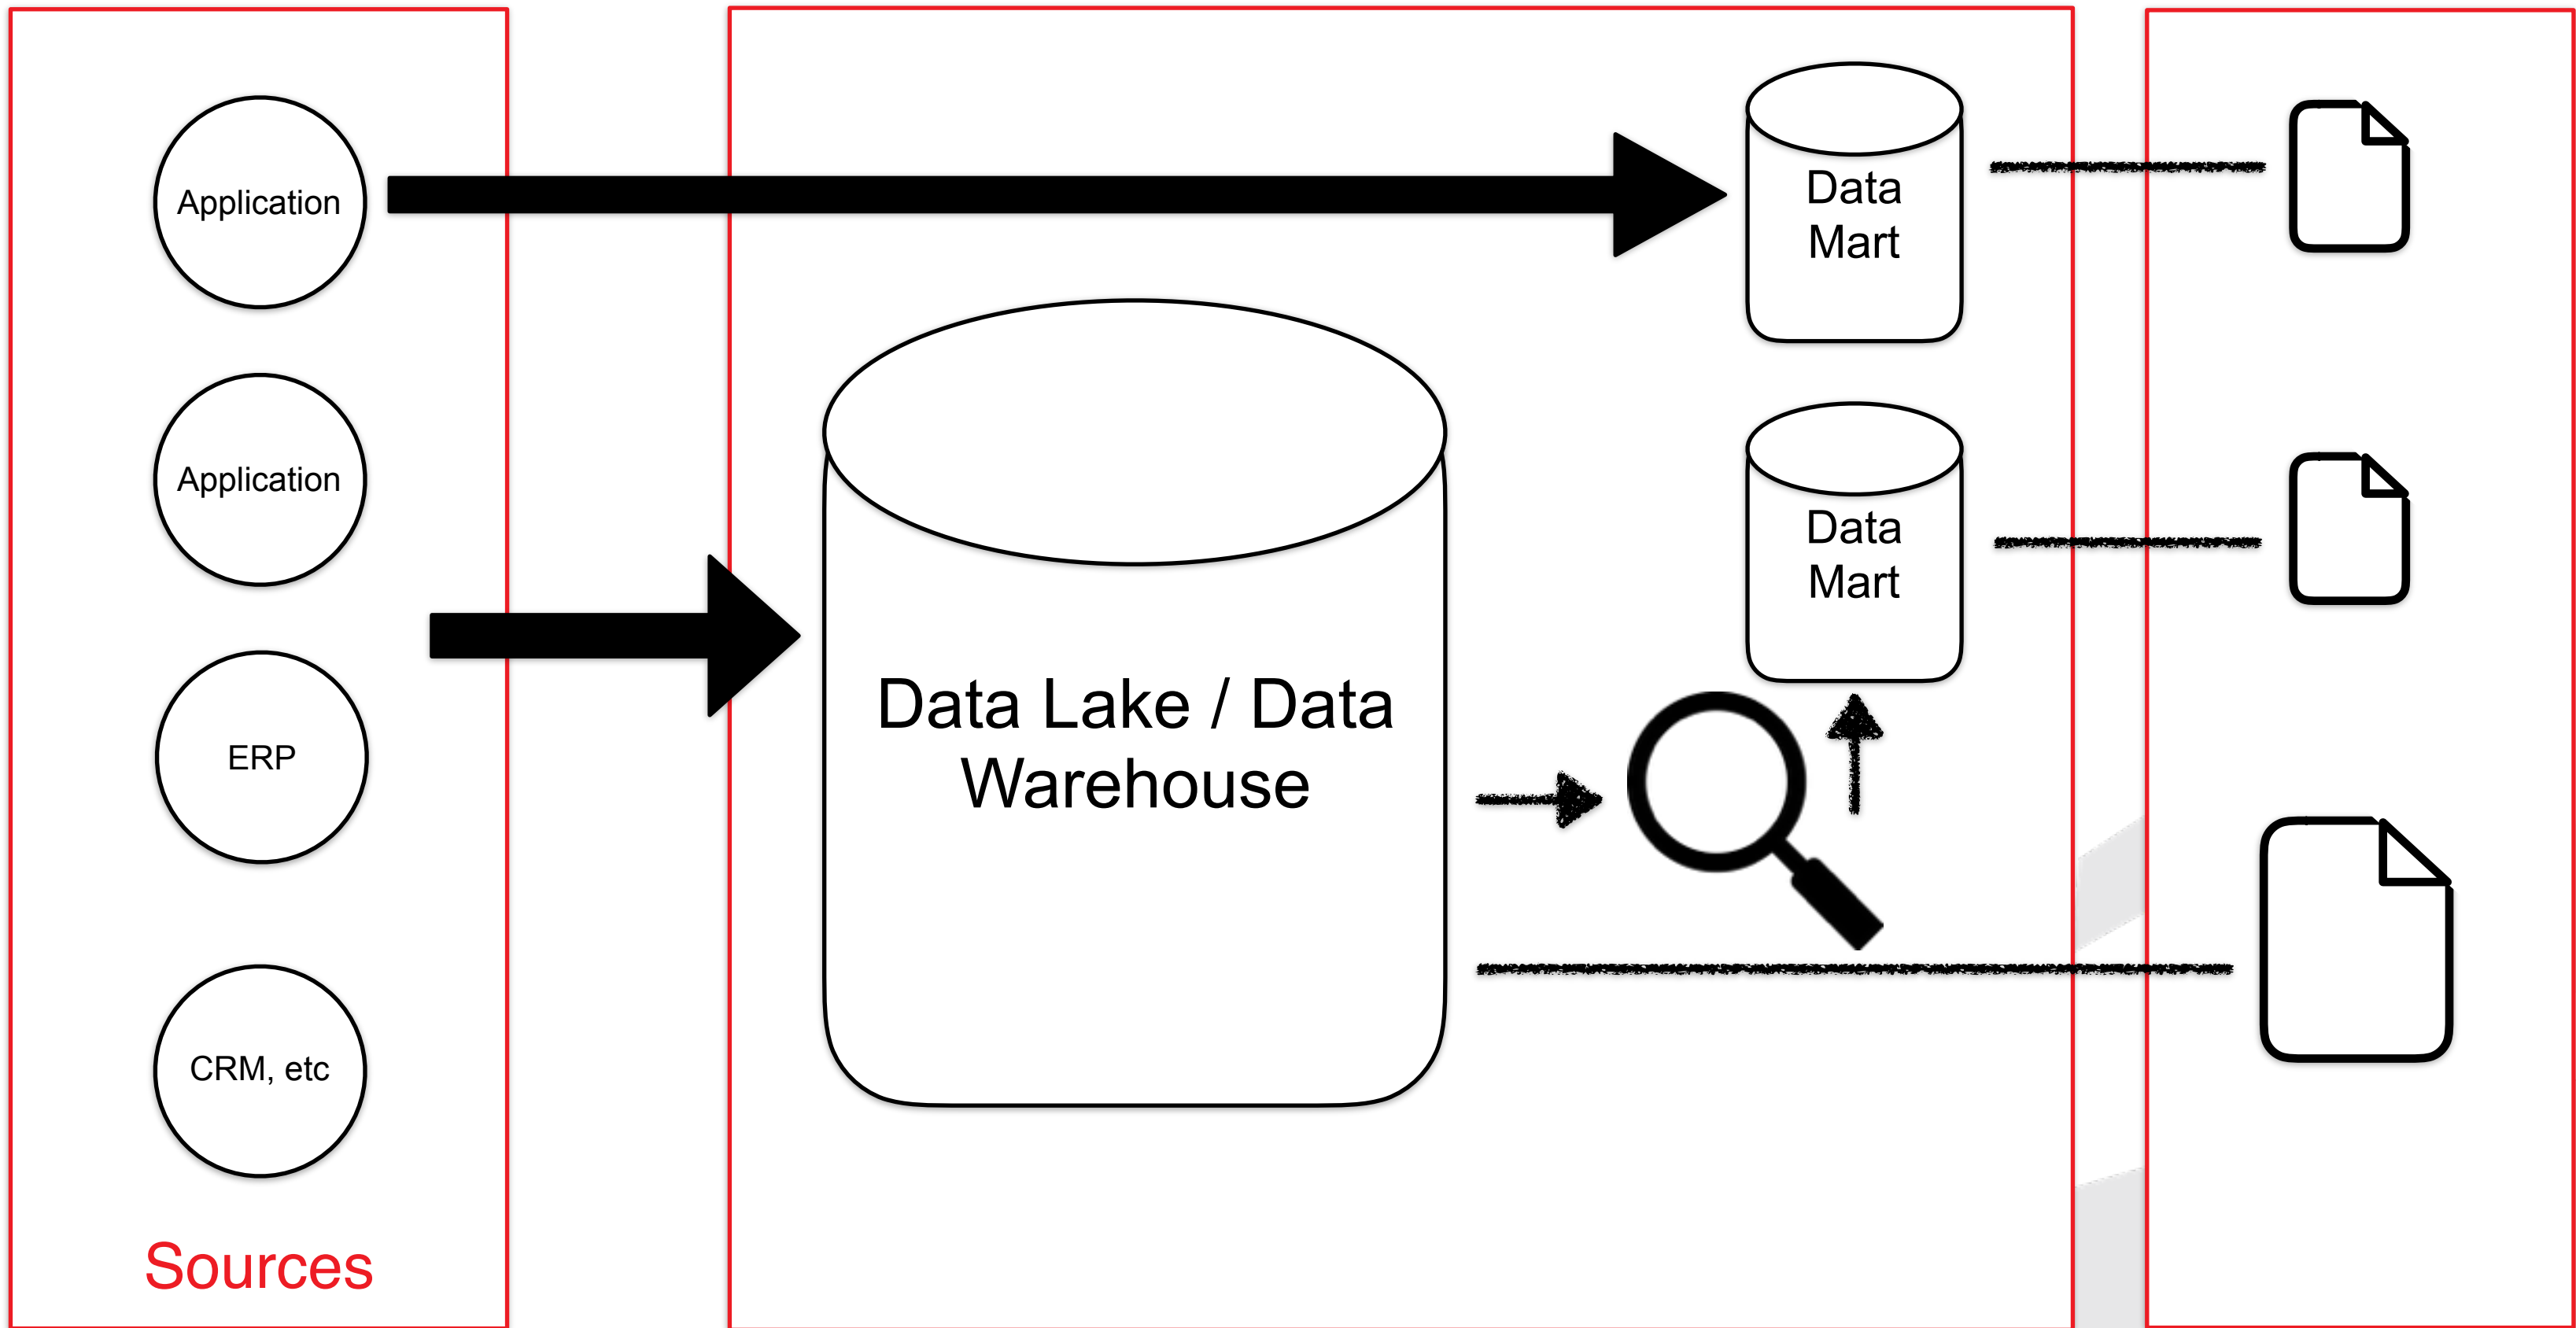 Application
Application
ERP
CRM, etc
Sources
Data Lake / Data
Warehouse
Data
Mart
Data
Mart